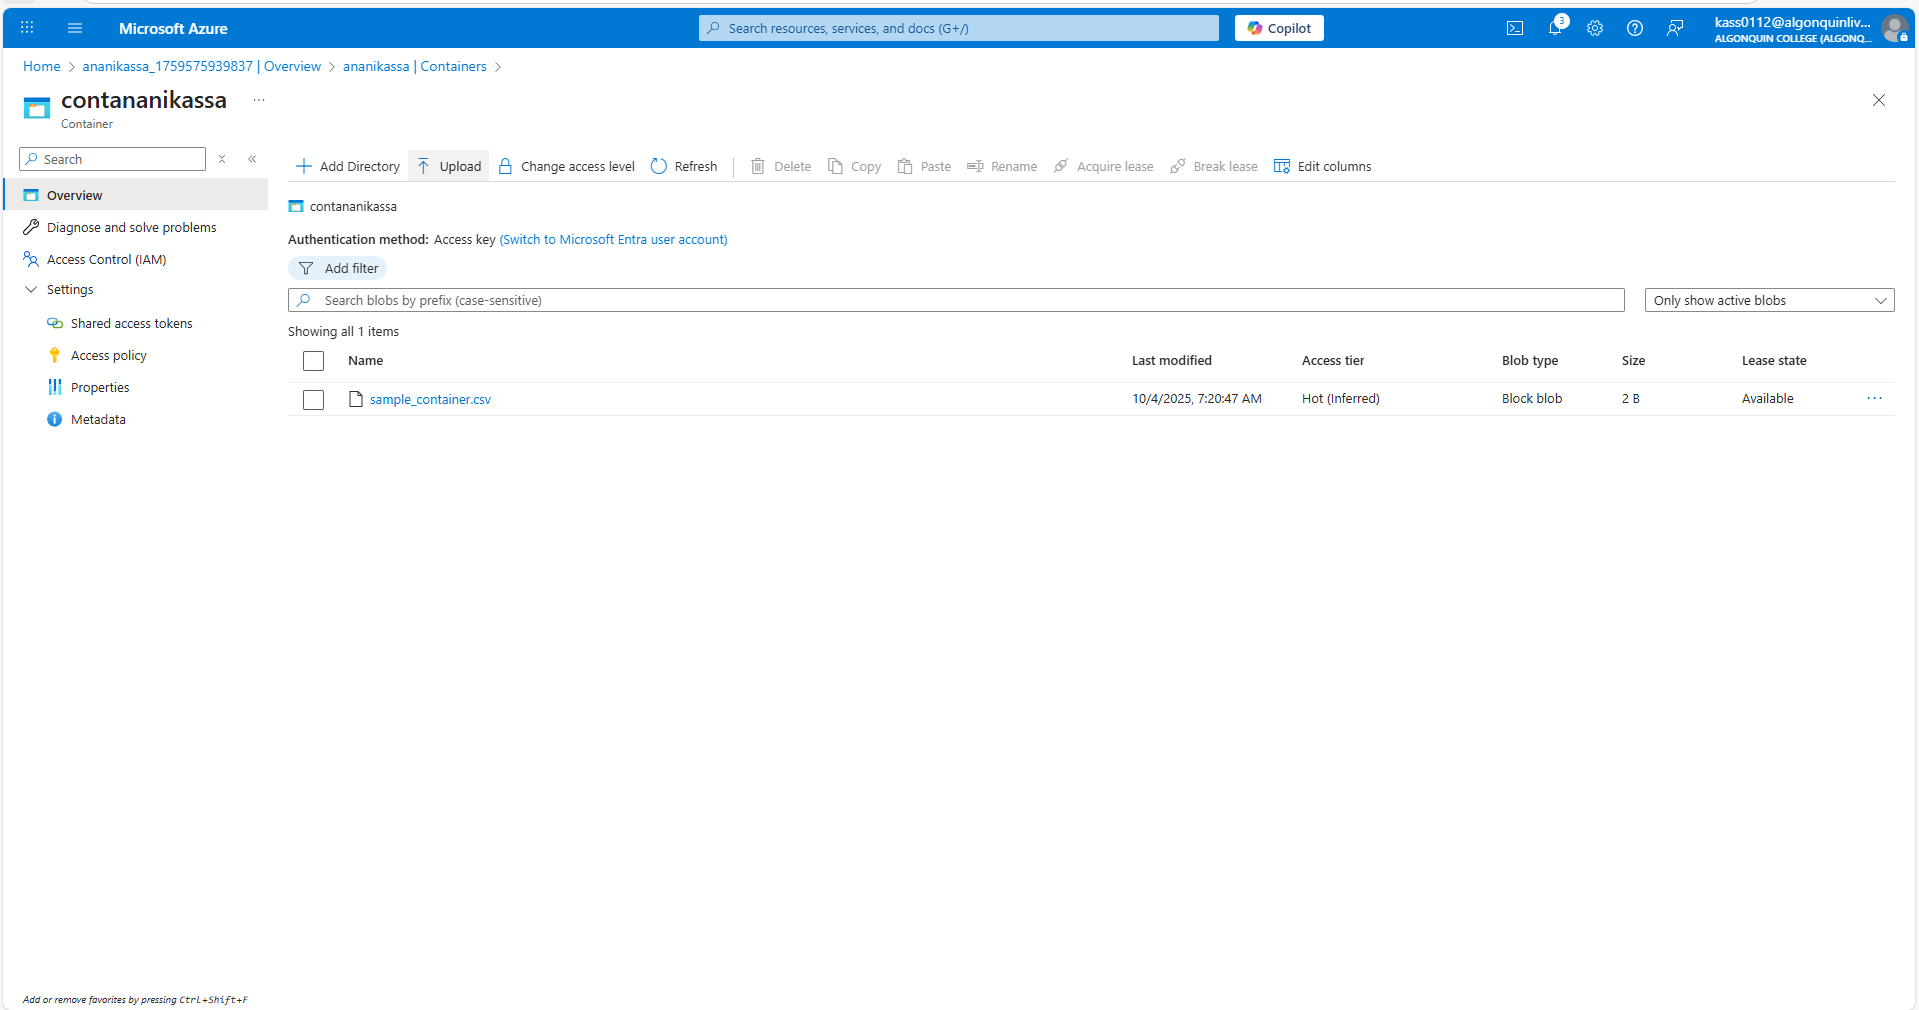 Microsoft Azure
Search resources, services, and docs (G+/)
Copilot
3
kass0112@algonquinliv...
ALGONQUIN COLLEGE (ALGONQ...
Home > ananikassa_1759575939837 | Overview > ananikassa | Containers >
contananikassa ...
Container
Search
Overview
Diagnose and solve problems
Access Control (IAM)
Settings
Shared access tokens
Access policy
Properties
Metadata
Add Directory Upload Change access level Refresh Delete Copy Paste Rename Acquire lease Break lease Edit columns
contananikassa
Authentication method: Access key (Switch to Microsoft Entra user account)
Add filter
Search blobs by prefix (case-sensitive)
Only show active blobs
Showing all 1 items
Name Last modified Access tier Blob type Size Lease state
sample_container.csv 10/4/2025, 7:20:47 AM Hot (Inferred) Block blob 2 B Available ...
Add or remove favorites by pressing Ctrl+Shift+F